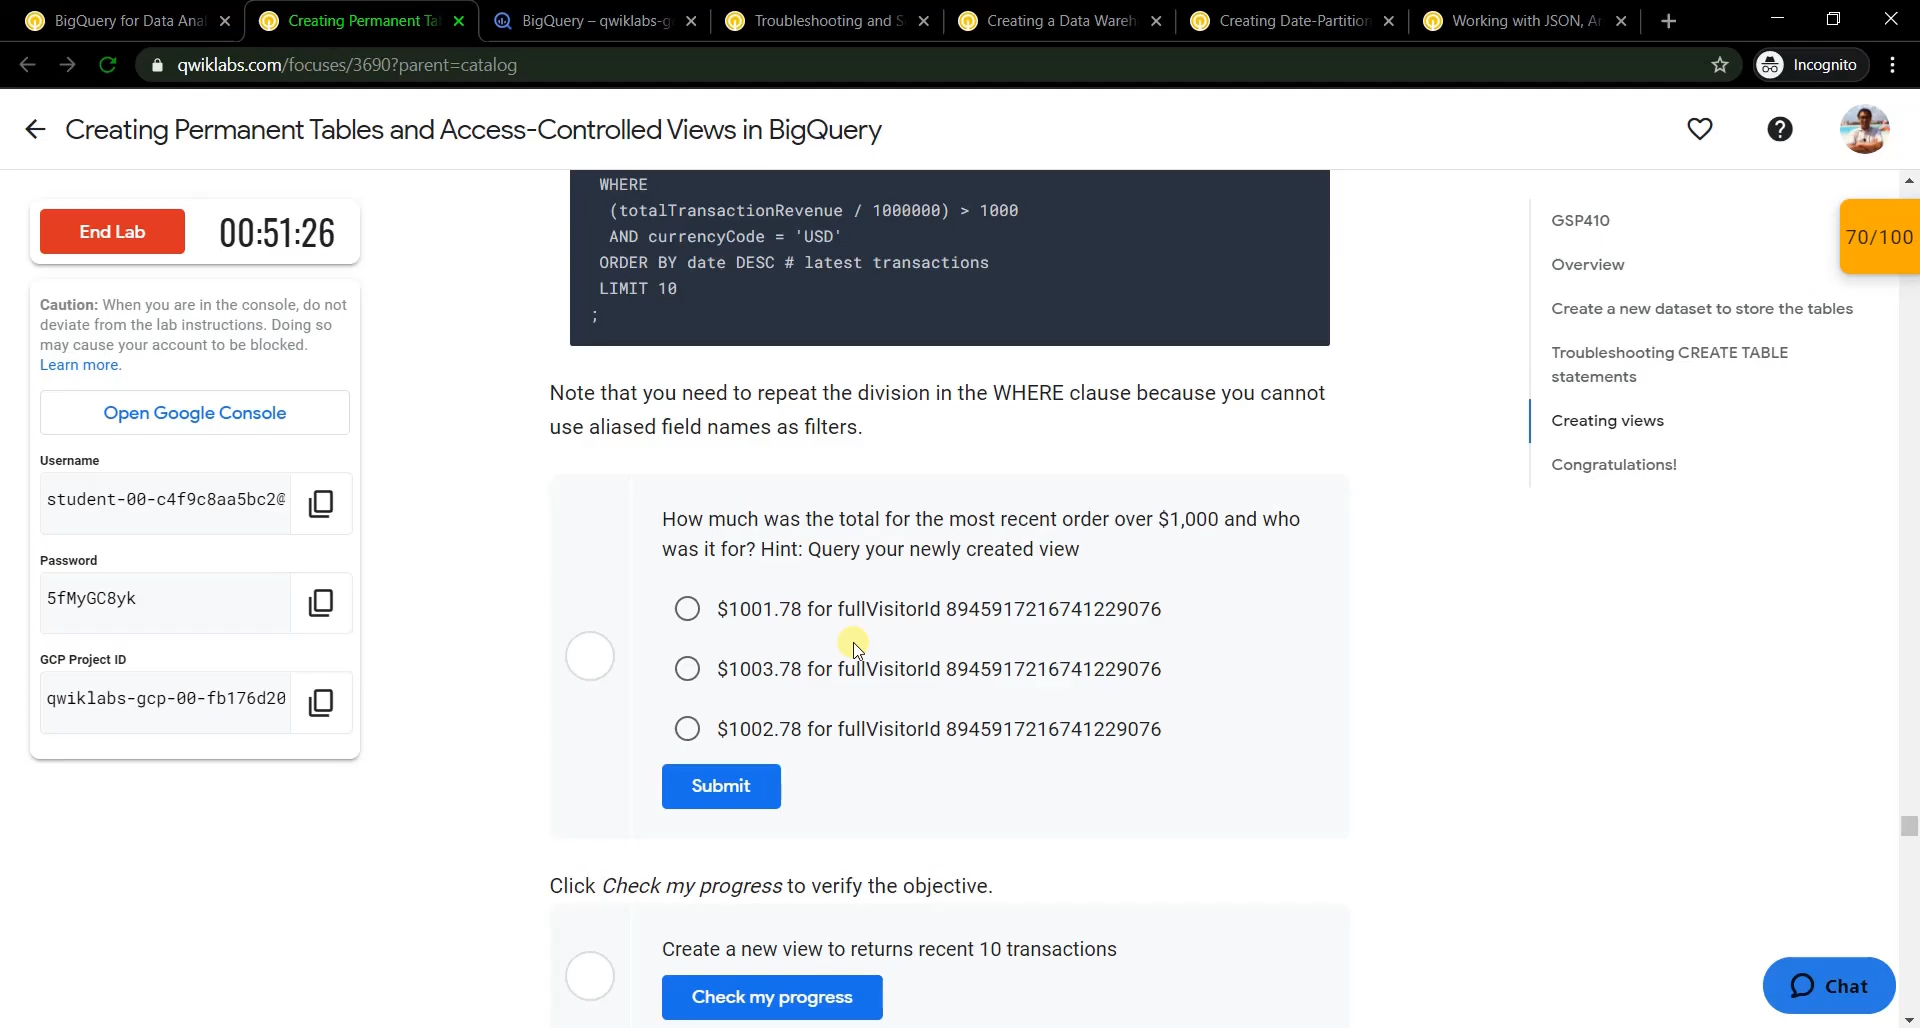 BigQuery for Data Anal
Creating Permanent Ta
BigQuery – qwiklabs-g
Troubleshooting and S
Creating a Data Wareh
Creating Date-Partition
Working with JSON, Ar
qwiklabs.com/focuses/3690?parent=catalog
Incognito
Creating Permanent Tables and Access-Controlled Views in BigQuery
End Lab
00:51:26
Caution: When you are in the console, do not
deviate from the lab instructions. Doing so
may cause your account to be blocked.
Learn more.
Open Google Console
Username
student-00-c4f9c8aa5bc2@
Password
5fMyGC8yk
GCP Project ID
qwiklabs-gcp-00-fb176d20
WHERE
(totalTransactionRevenue / 1000000) > 1000
AND currencyCode = 'USD'
ORDER BY date DESC # latest transactions
LIMIT 10
;
Note that you need to repeat the division in the WHERE clause because you cannot
use aliased field names as filters.
How much was the total for the most recent order over $1,000 and who
was it for? Hint: Query your newly created view
$1001.78 for fullVisitorId 8945917216741229076
$1003.78 for fullVisitorId 8945917216741229076
$1002.78 for fullVisitorId 8945917216741229076
Submit
Click Check my progress to verify the objective.
Create a new view to returns recent 10 transactions
Check my progress
GSP410
Overview
Create a new dataset to store the tables
Troubleshooting CREATE TABLE
statements
Creating views
Congratulations!
70/100
Chat